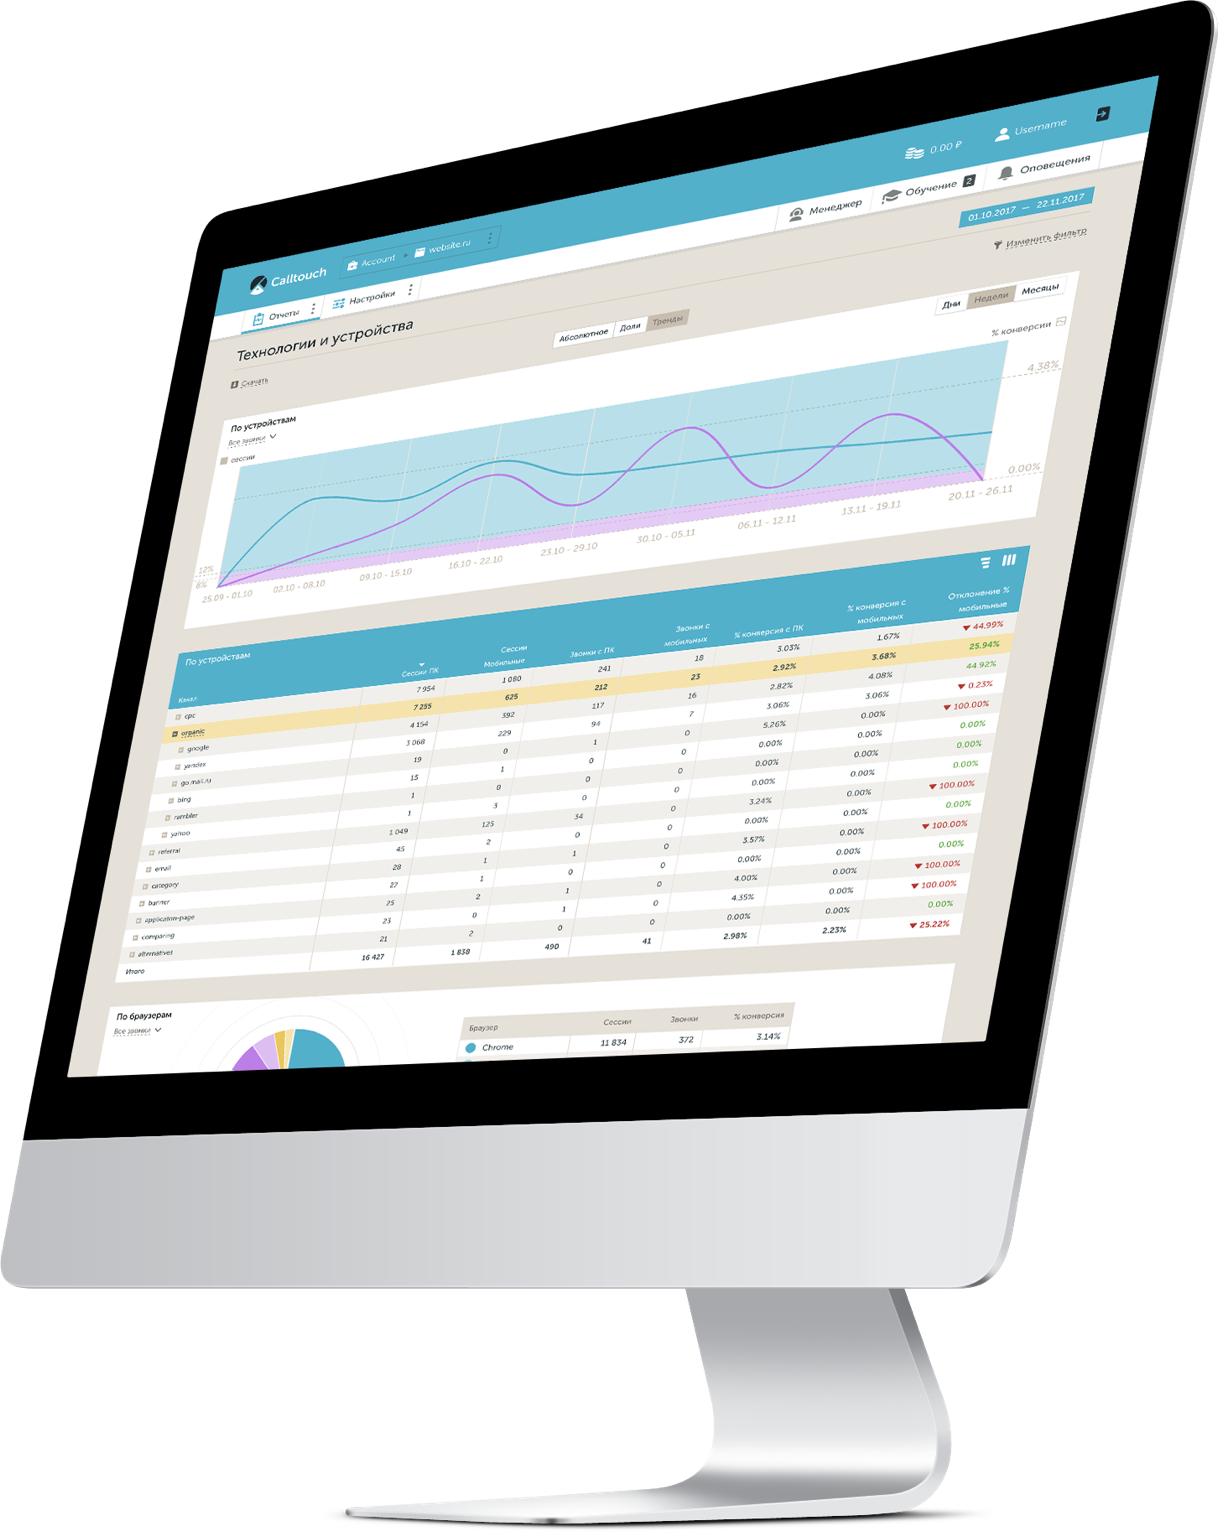 0.00 ₽
Username
Calltouch
Account
website.ru
Менеджер
Обучение 2
Оповещения
Отчеты
Настройки
01.10.2017 — 22.11.2017
Изменить фильтр
Технологии и устройства
Скачать
Абсолютное Доли Тренды
Дни Недели Месяцы
По устройствам
Все звонки
сессии
% конверсии
4.38%
0.00%
12%
8%
25.09 - 01.10 02.10 - 08.10 09.10 - 15.10 16.10 - 22.10 23.10 - 29.10 30.10 - 05.11 06.11 - 12.11 13.11 - 19.11 20.11 - 26.11
По устройствам
Канал Сессии ПК Сессии Мобильные Звонки с ПК Звонки с мобильных % конверсия с ПК % конверсия с мобильных Отклонение % мобильные
cpc 7 954 1 080 241 18 3.03% 1.67% 44.99%
organic 7 255 625 212 23 2.92% 3.68% 25.94%
google 4 154 392 117 16 2.82% 4.08% 44.92%
yandex 3 068 229 94 7 3.06% 3.06% 0.23%
go.mail.ru 19 0 1 0 5.26% 0.00% 100.00%
bing 15 1 0 0 0.00% 0.00% 0.00%
rambler 1 0 0 0 0.00% 0.00% 0.00%
yahoo 1 3 0 0 0.00% 0.00% 0.00%
referral 1 049 125 34 0 3.24% 0.00% 100.00%
email 45 2 0 0 0.00% 0.00% 0.00%
category 28 1 1 0 3.57% 0.00% 100.00%
banner 27 1 0 0 0.00% 0.00% 0.00%
application-page 25 2 1 0 4.00% 0.00% 100.00%
comparing 23 0 1 0 4.35% 0.00% 100.00%
alternatives 21 2 0 0 0.00% 0.00% 0.00%
Итого 16 427 1 838 490 41 2.98% 2.23% 25.22%
По браузерам
Все звонки
Браузер Сессии Звонки % конверсия
Chrome 11 834 372 3.14%